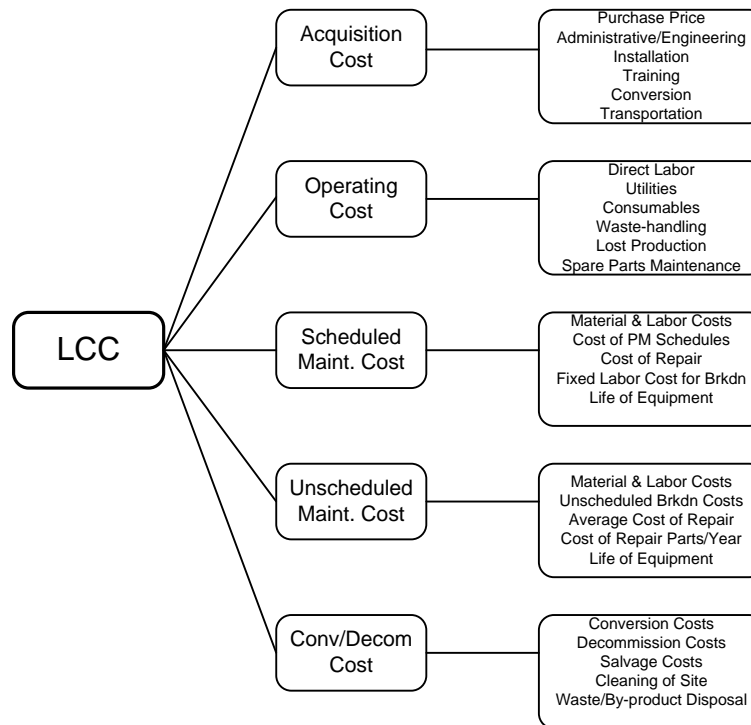 Acquisition
Cost
Purchase Price
Administrative/Engineering
Installation
Training
Conversion
Transportation
Operating
Cost
Direct Labor
Utilities
Consumables
Waste-handling
Lost Production
Spare Parts Maintenance
LCC
Scheduled
Maint. Cost
Material & Labor Costs
Cost of PM Schedules
Cost of Repair
Fixed Labor Cost for Brkdn
Life of Equipment
Unscheduled
Maint. Cost
Material & Labor Costs
Unscheduled Brkdn Costs
Average Cost of Repair
Cost of Repair Parts/Year
Life of Equipment
Conv/Decom
Cost
Conversion Costs
Decommission Costs
Salvage Costs
Cleaning of Site
Waste/By-product Disposal